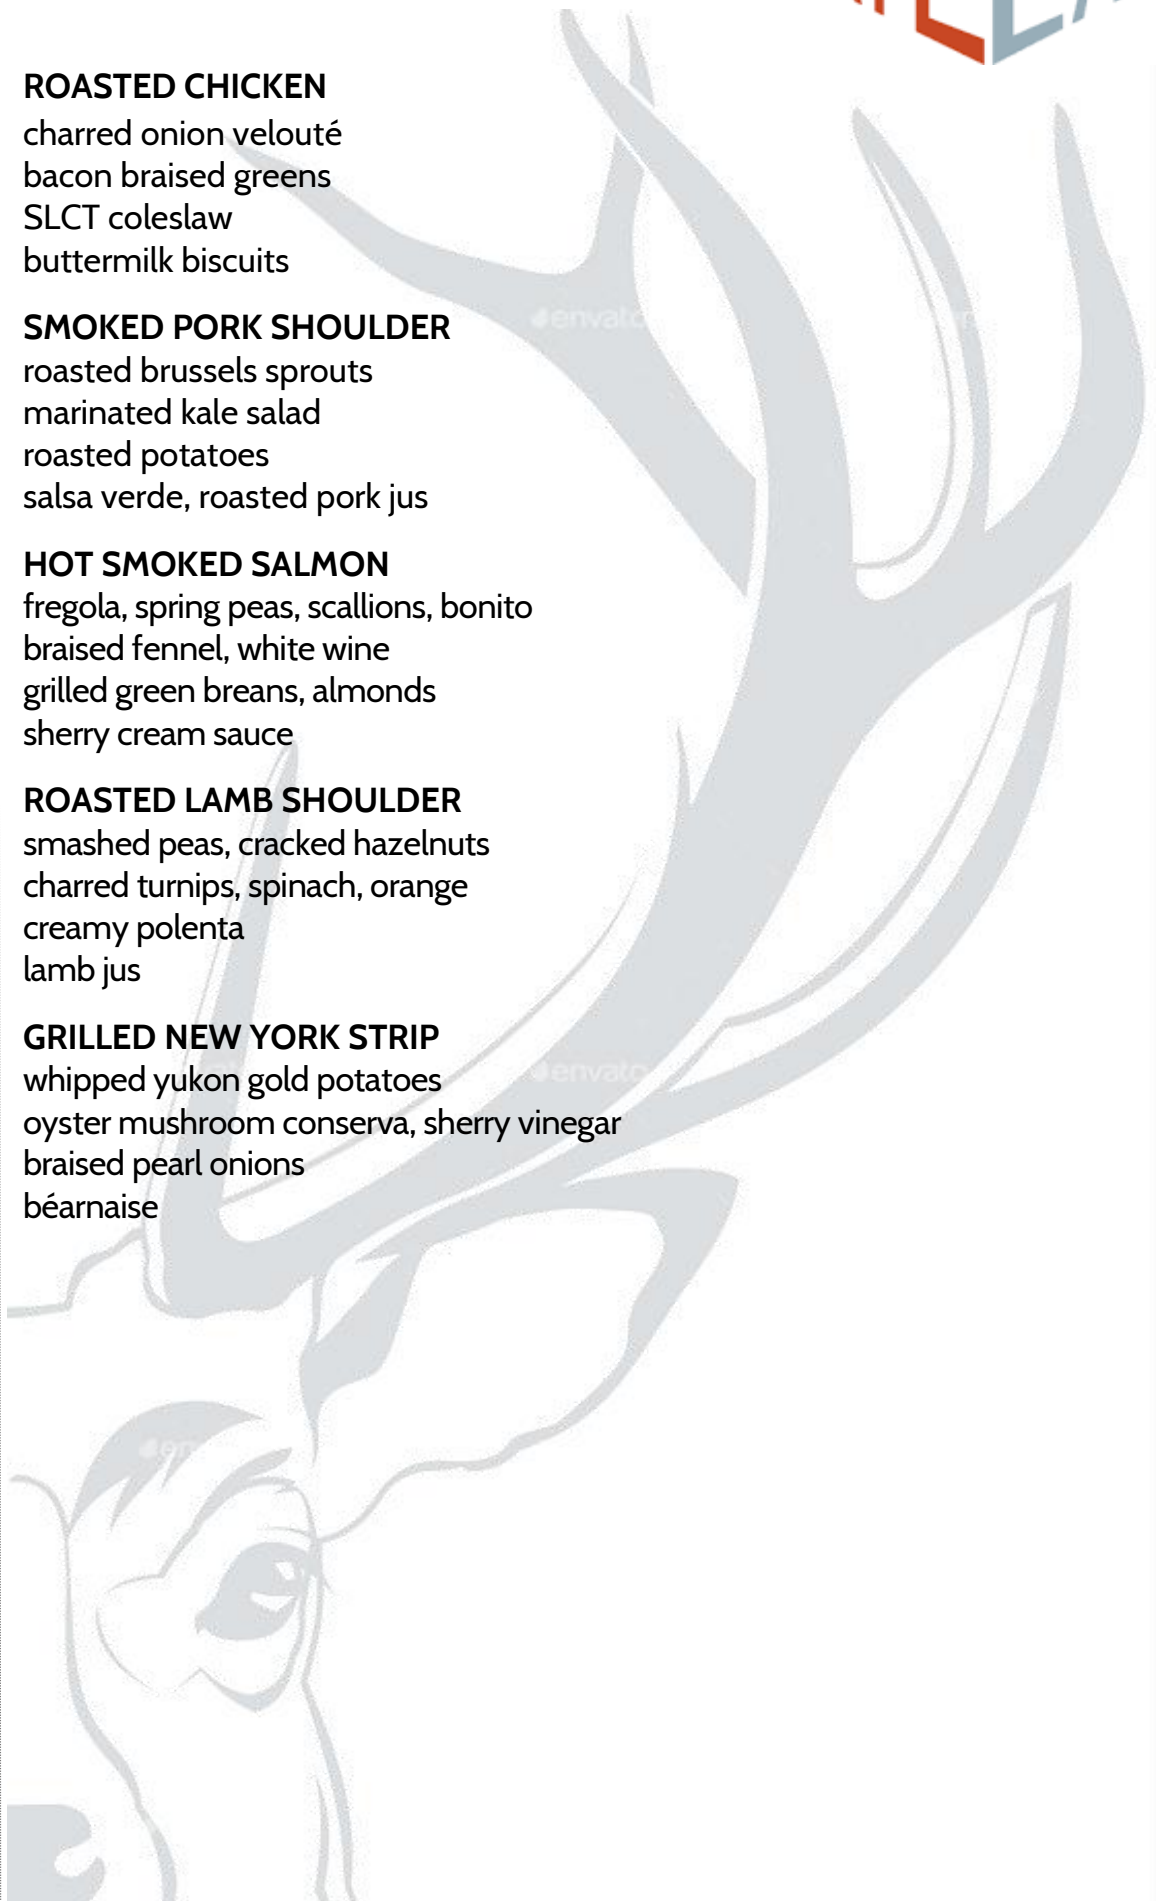 ROASTED CHICKEN
charred onion velouté
bacon braised greens
SLCT coleslaw
buttermilk biscuits
SMOKED PORK SHOULDER
envato
roasted brussels sprouts
marinated kale salad
roasted potatoes
salsa verde, roasted pork jus
HOT SMOKED SALMON
fregola, spring peas, scallions, bonito
braised fennel, white wine
grilled green breans, almonds
sherry cream sauce
ROASTED LAMB SHOULDER
smashed peas, cracked hazelnuts
charred turnips, spinach, orange
creamy polenta
lamb jus
GRILLED NEW YORK STRIP
envato
whipped yukon gold potatoes
oyster mushroom conserva, sherry vinegar
braised pearl onions
béarnaise